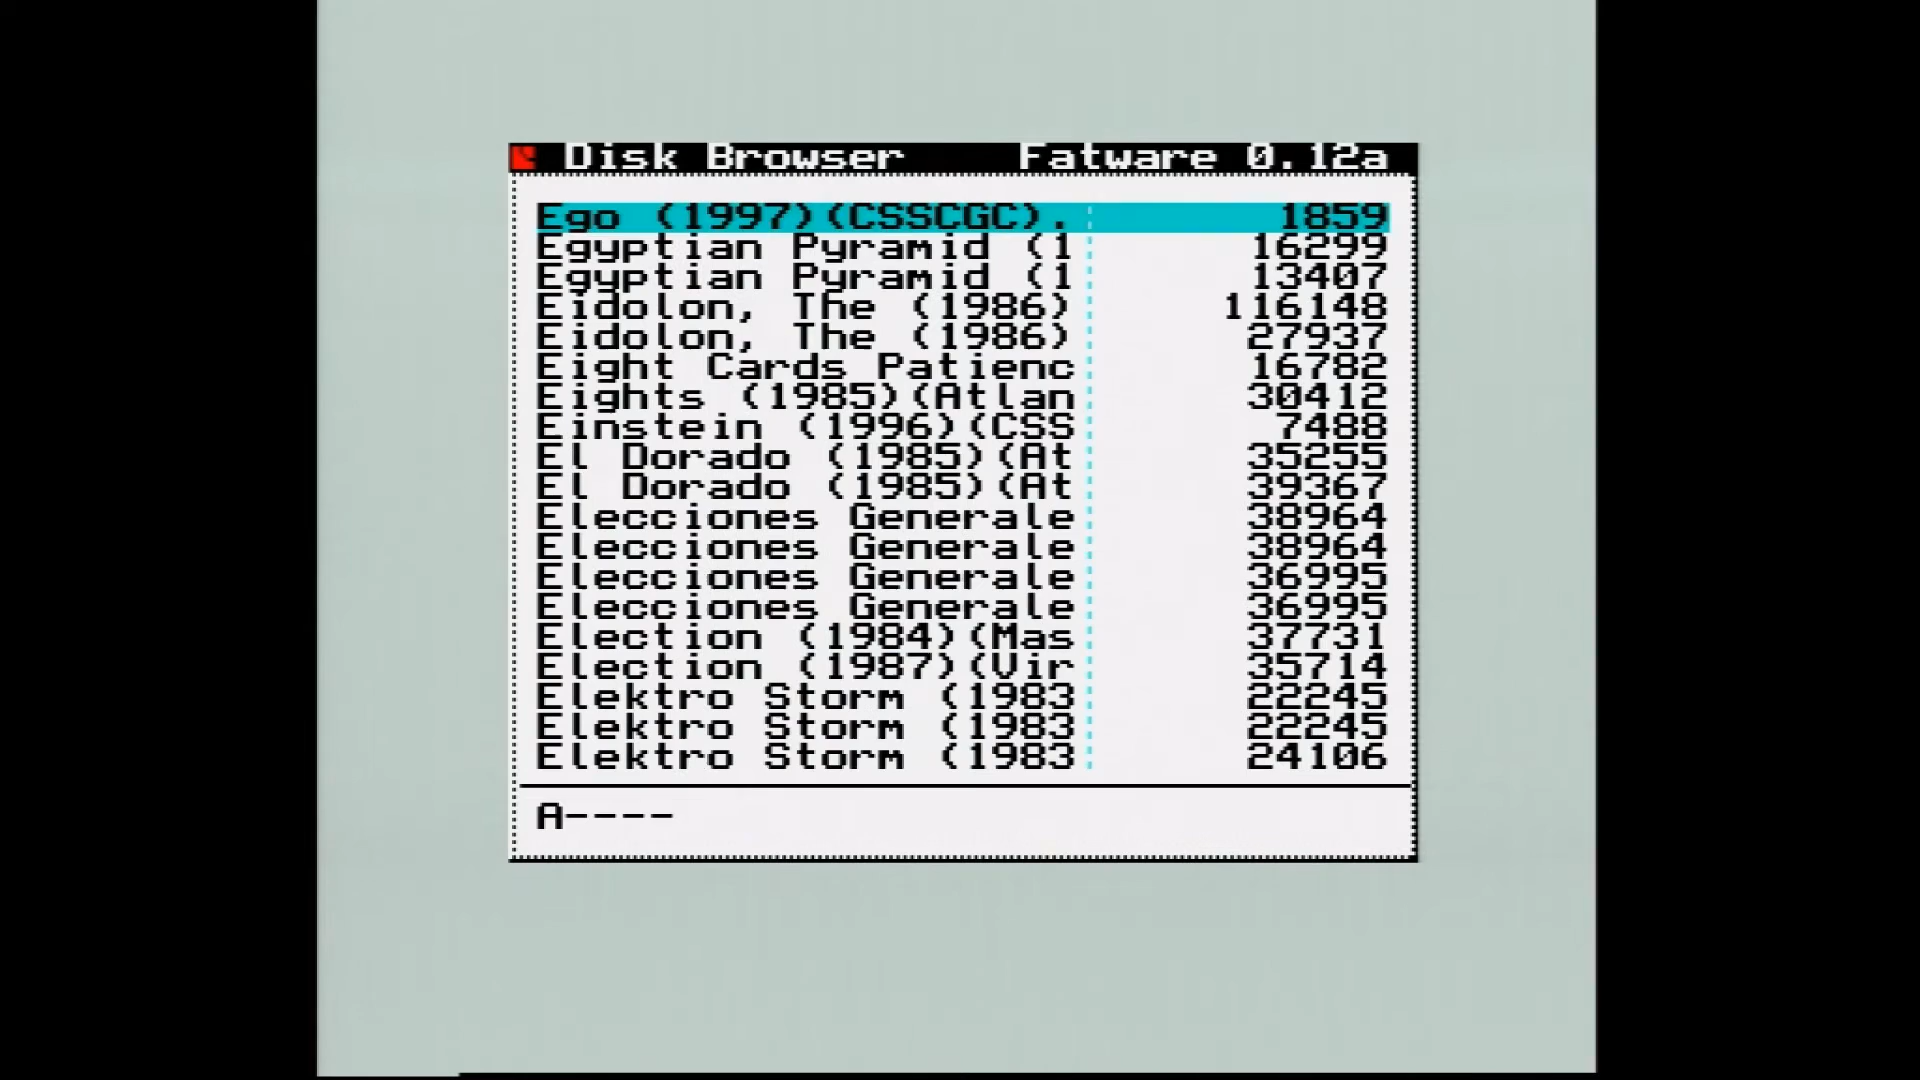 Disk Browser Fatware 0.12a
Ego (1997)(CSSCGC). 1859
Egyptian Pyramid (1 16299
Egyptian Pyramid (1 13407
Eidolon, The (1986) 116148
Eidolon, The (1986) 27937
Eight Cards Patienc 16782
Eights (1985)(Atlan 30412
Einstein (1996)(CSS 7488
El Dorado (1985)(At 35255
El Dorado (1985)(At 39367
Elecciones Generale 38964
Elecciones Generale 38964
Elecciones Generale 36995
Elecciones Generale 36995
Election (1984)(Mas 37731
Election (1987)(Vir 35714
Elektro Storm (1983 22245
Elektro Storm (1983 22245
Elektro Storm (1983 24106
A----